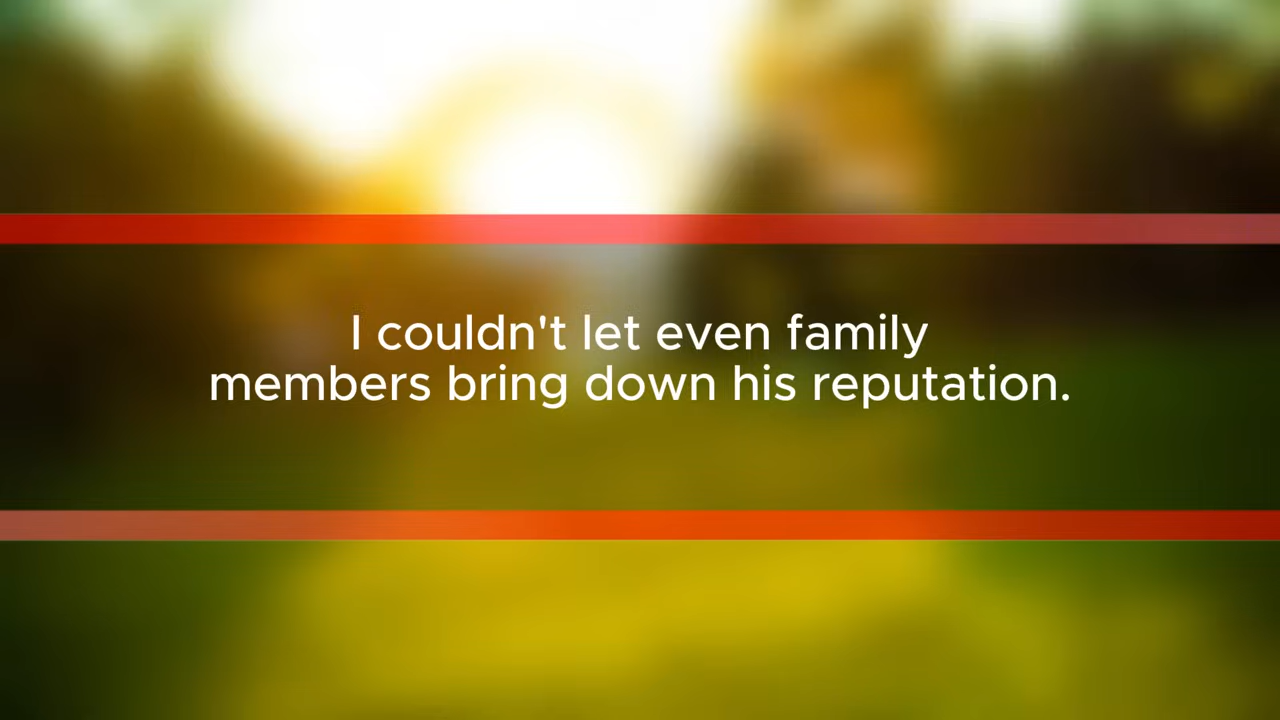 I couldn't let even family
members bring down his reputation.